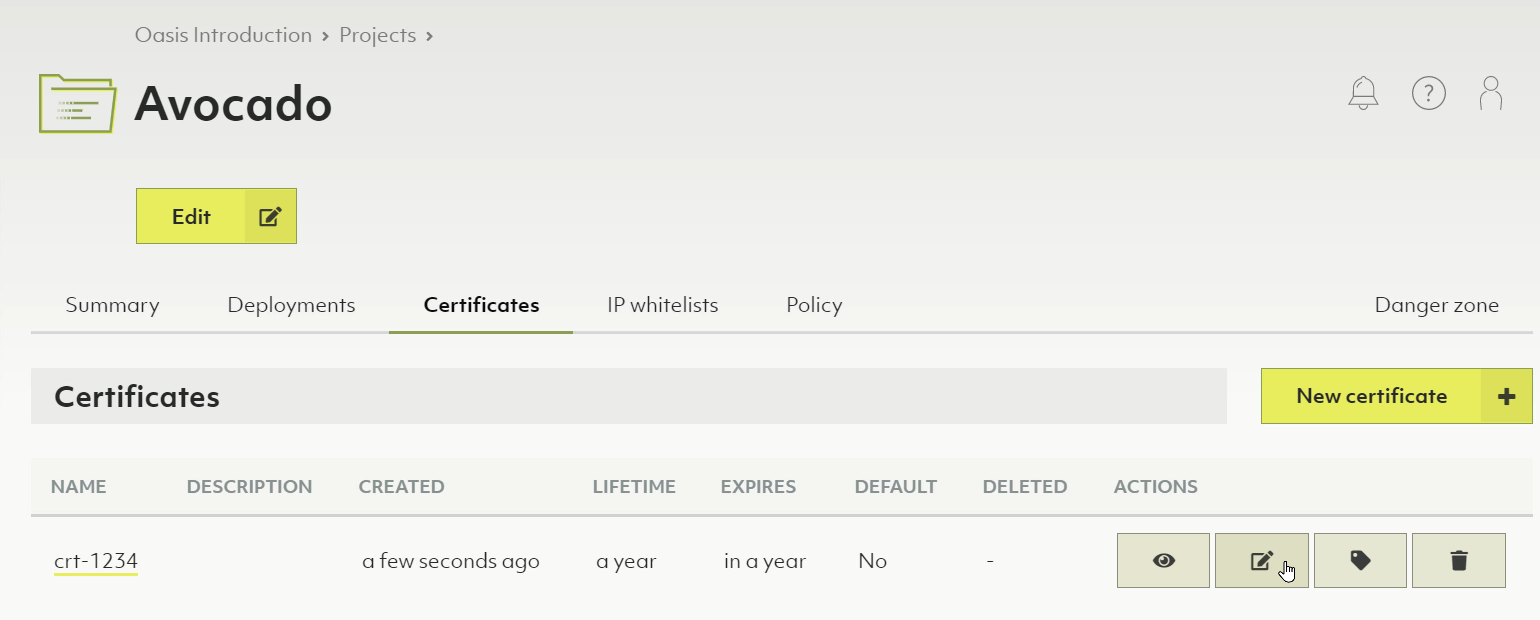 Oasis Introduction › Projects ›
Avocado
?
Edit
Summary Deployments Certificates IP whitelists Policy Danger zone
Certificates New certificate +
NAME DESCRIPTION CREATED LIFETIME EXPIRES DEFAULT DELETED ACTIONS
crt-1234 a few seconds ago a year in a year No -